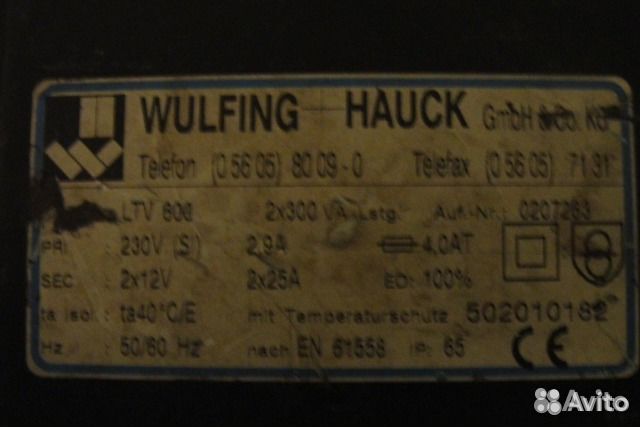 WULFING HAUCK GmbH & Co. KG
Telefon (0 56 05) 80 09-0 Telefax (0 56 05) 71 91
LTV 600 2x300 VA Lstg. Auf.-Nr.: 0207263
PRI : 230V (S) 2,9A 4,0AT
SEC : 2x12V 2x25A ED: 100%
ta isol. : ta40°C/E mit Temperaturschutz 502010182
Hz : 50/60 Hz nach EN 61558 IP: 65 CE
Avito